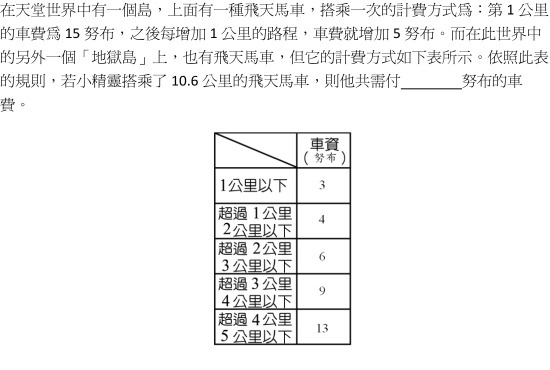 在天堂世界中有一個島，上面有一種飛天馬車，搭乘一次的計費方式爲：第 1 公里
的車費爲 15 努布，之後每增加 1 公里的路程，車費就增加 5 努布。而在此世界中
的另外一個「地獄島」上，也有飛天馬車，但它的計費方式如下表所示。依照此表
的規則，若小精靈搭乘了 10.6 公里的飛天馬車，則他共需付________努布的車
費。
車資
（努布）
1公里以下 3
超過 1公里
2公里以下 4
超過 2公里
3公里以下 6
超過 3公里
4公里以下 9
超過 4公里
5公里以下 13